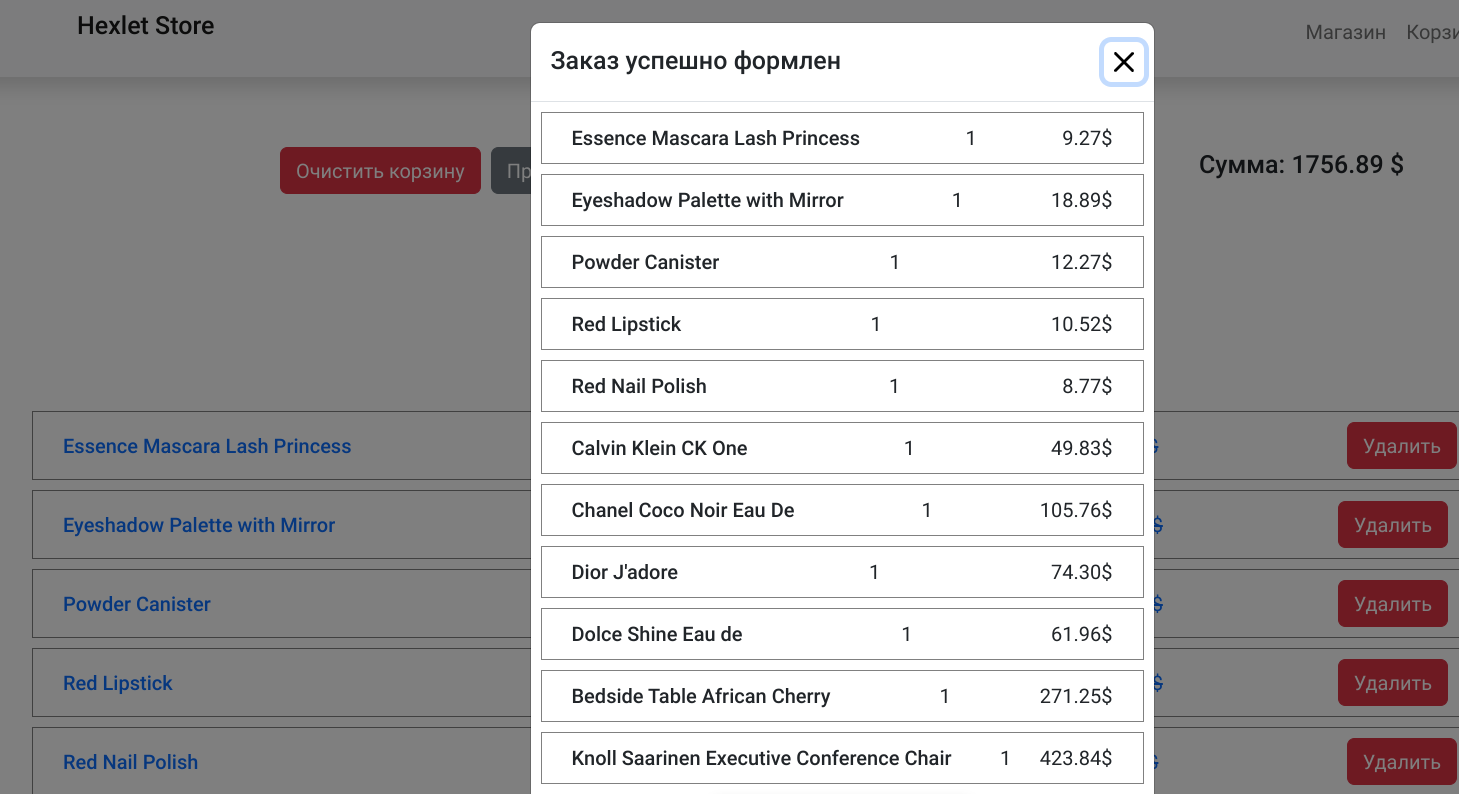 Hexlet Store
Магазин
Заказ успешно формлен
Очистить корзину
Сумма: 1756.89 $
Essence Mascara Lash Princess 1 9.27$
Eyeshadow Palette with Mirror 1 18.89$
Powder Canister 1 12.27$
Red Lipstick 1 10.52$
Red Nail Polish 1 8.77$
Calvin Klein CK One 1 49.83$
Chanel Coco Noir Eau De 1 105.76$
Dior J'adore 1 74.30$
Dolce Shine Eau de 1 61.96$
Bedside Table African Cherry 1 271.25$
Knoll Saarinen Executive Conference Chair 1 423.84$
Essence Mascara Lash Princess Удалить
Eyeshadow Palette with Mirror $ Удалить
Powder Canister $ Удалить
Red Lipstick $ Удалить
Red Nail Polish Удалить